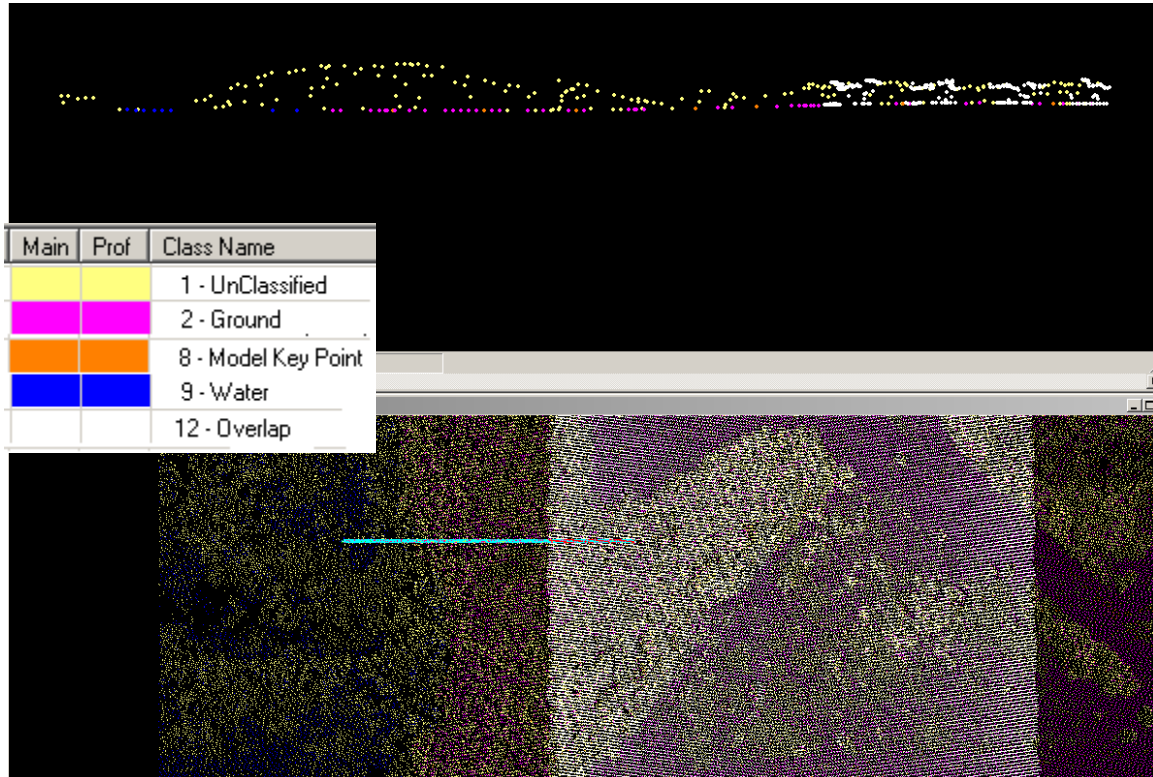 Main Prof Class Name
1 - UnClassified
2 - Ground
8 - Model Key Point
9 - Water
12 - Overlap